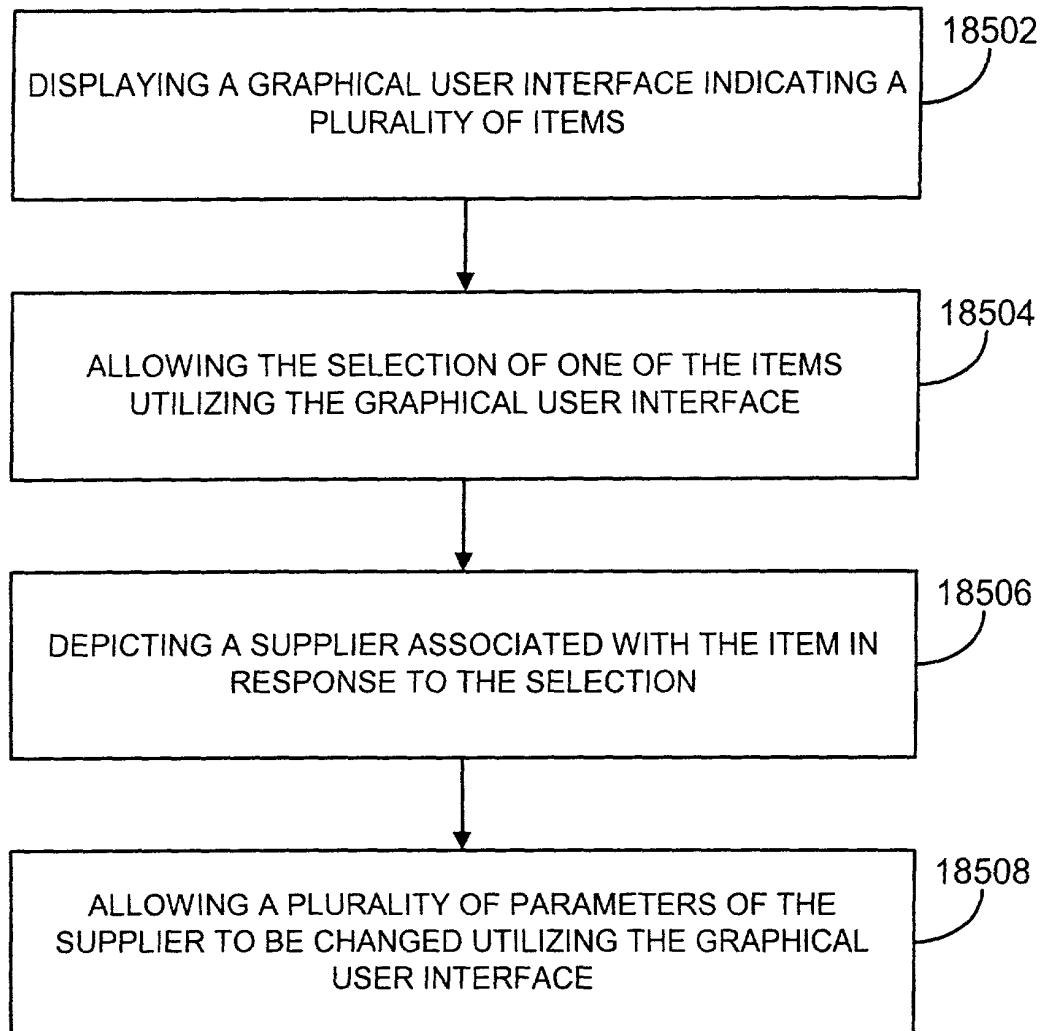 18502
DISPLAYING A GRAPHICAL USER INTERFACE INDICATING A
PLURALITY OF ITEMS
18504
ALLOWING THE SELECTION OF ONE OF THE ITEMS
UTILIZING THE GRAPHICAL USER INTERFACE
18506
DEPICTING A SUPPLIER ASSOCIATED WITH THE ITEM IN
RESPONSE TO THE SELECTION
18508
ALLOWING A PLURALITY OF PARAMETERS OF THE
SUPPLIER TO BE CHANGED UTILIZING THE GRAPHICAL
USER INTERFACE